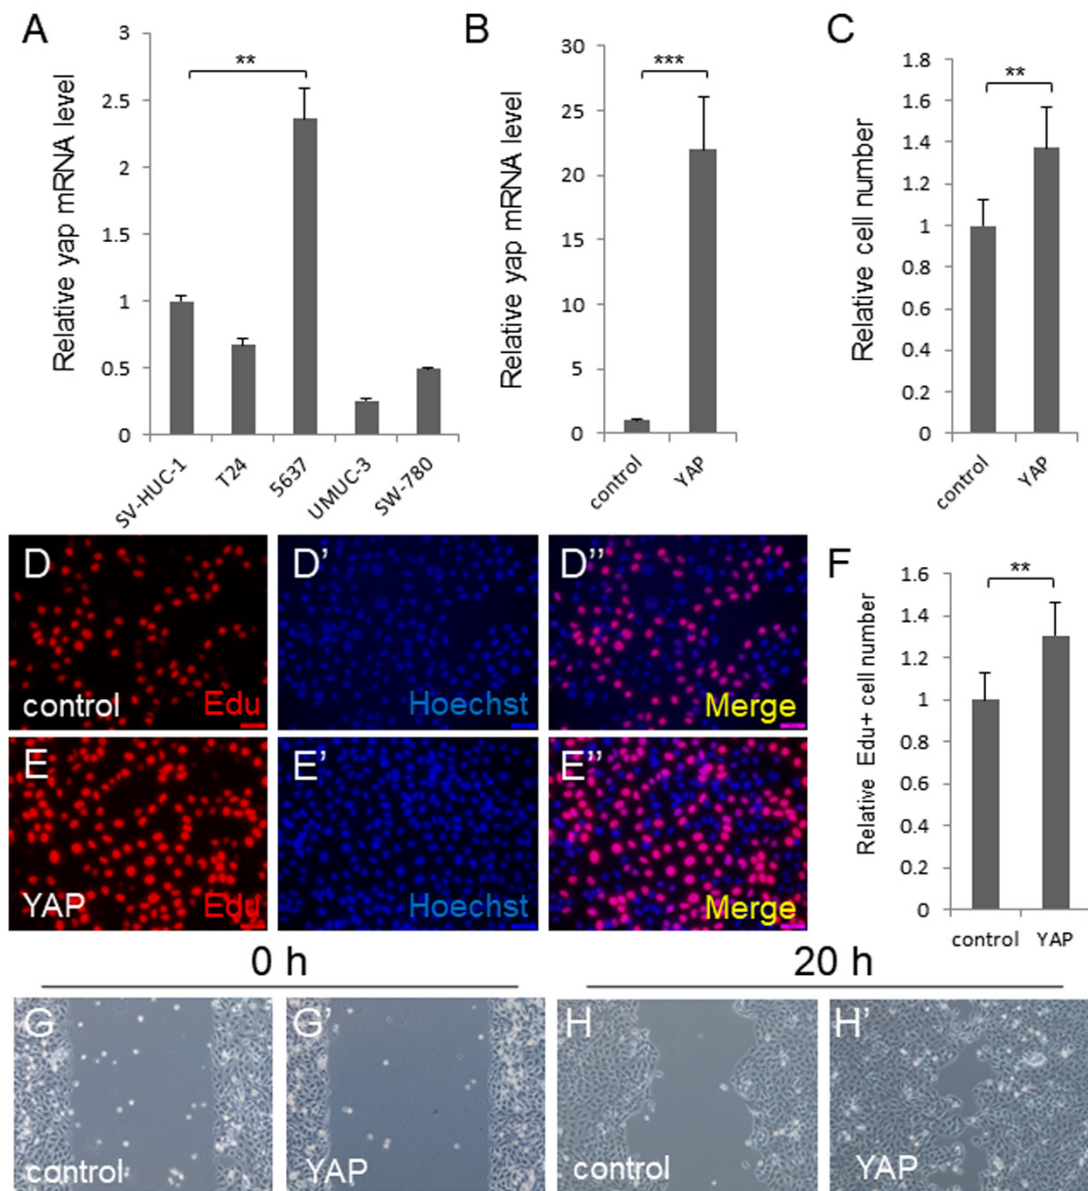 A
Relative yap mRNA level
3
2.5
2
1.5
1
0.5
0
**
SV-HUC-1
T24
5637
UMUC-3
SW-780
B
Relative yap mRNA level
30
25
20
15
10
5
0
***
control
YAP
C
Relative cell number
1.8
1.6
1.4
1.2
1
0.8
0.6
0.4
0.2
0
**
control
YAP
D
control
Edu
D'
Hoechst
D''
Merge
E
YAP
Edu
E'
Hoechst
E''
Merge
F
Relative Edu+ cell number
1.6
1.4
1.2
1
0.8
0.6
0.4
0.2
0
**
control
YAP
0 h
20 h
G
control
G'
YAP
H
control
H'
YAP